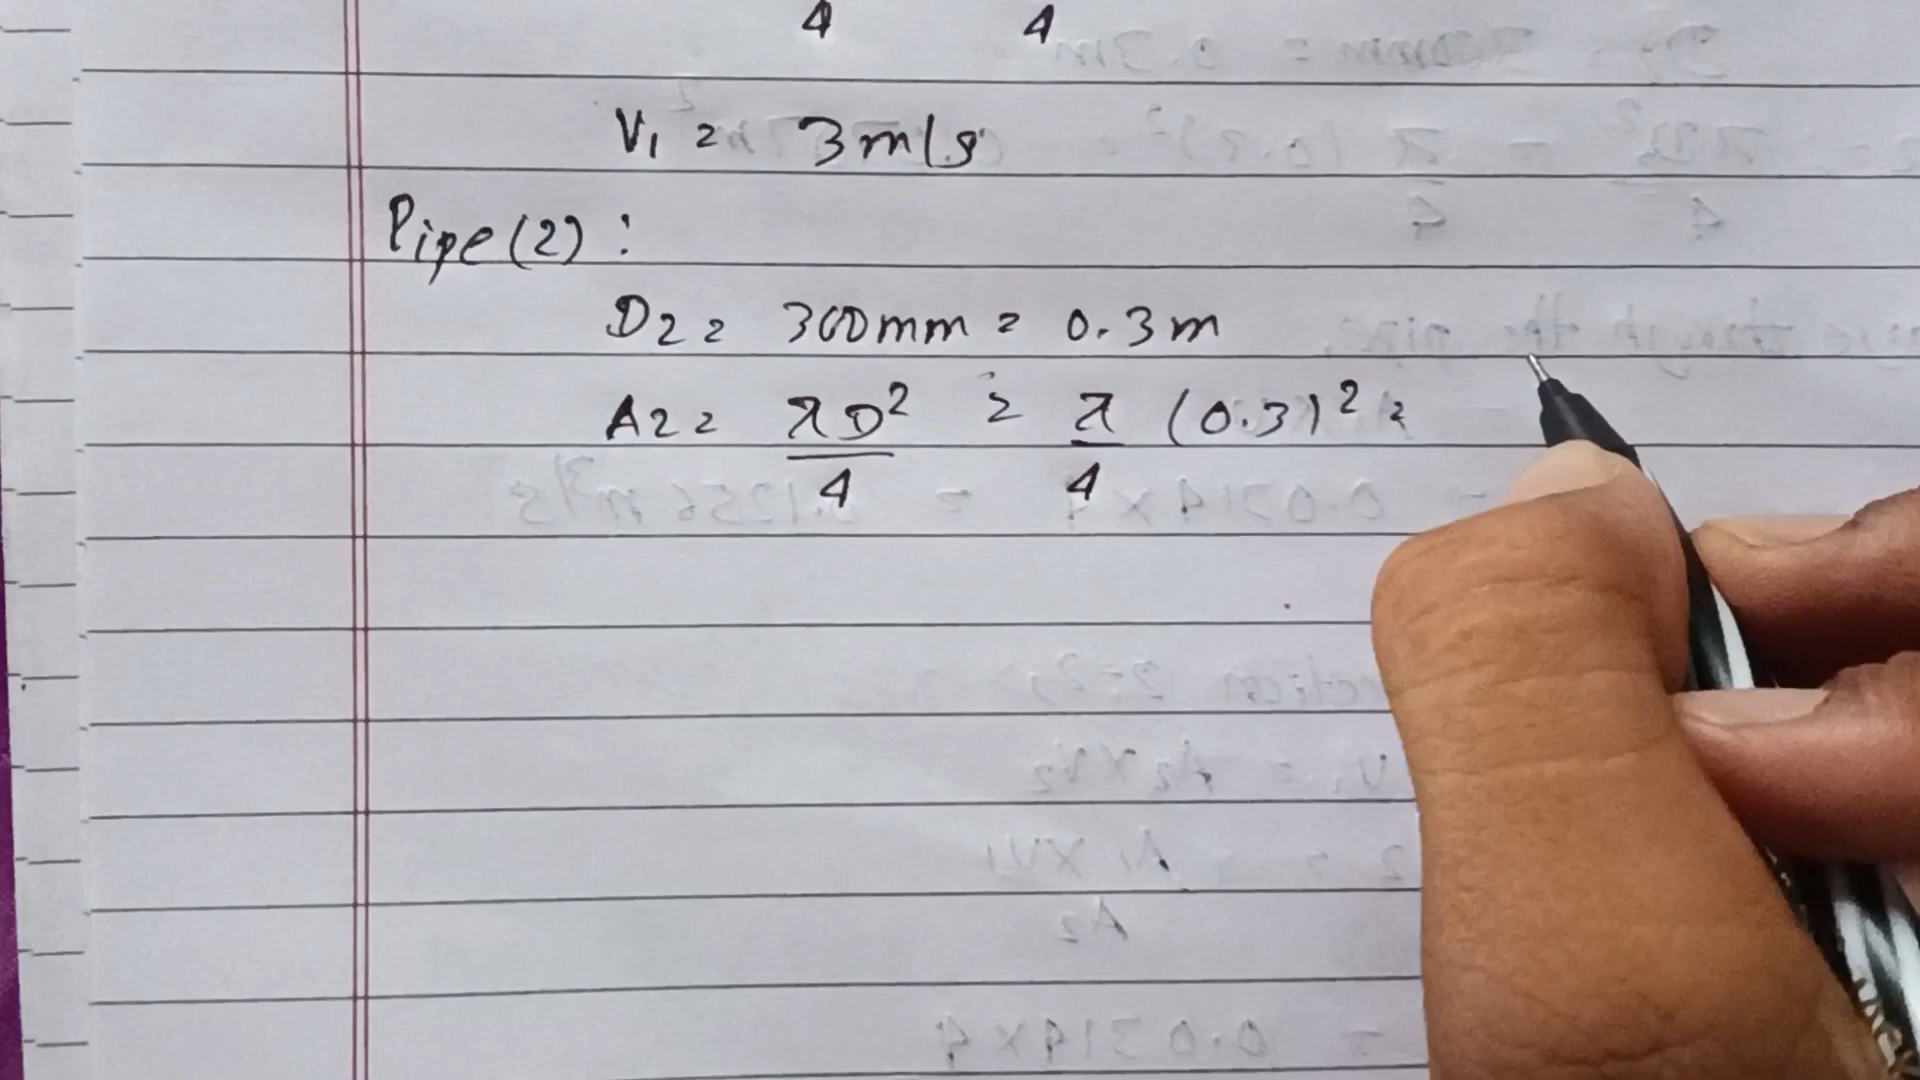 4 4
V1 = 3m/s
Pipe (2) :
D2 = 300mm = 0.3m
A2 = πD² = π (0.3)² =
4 4